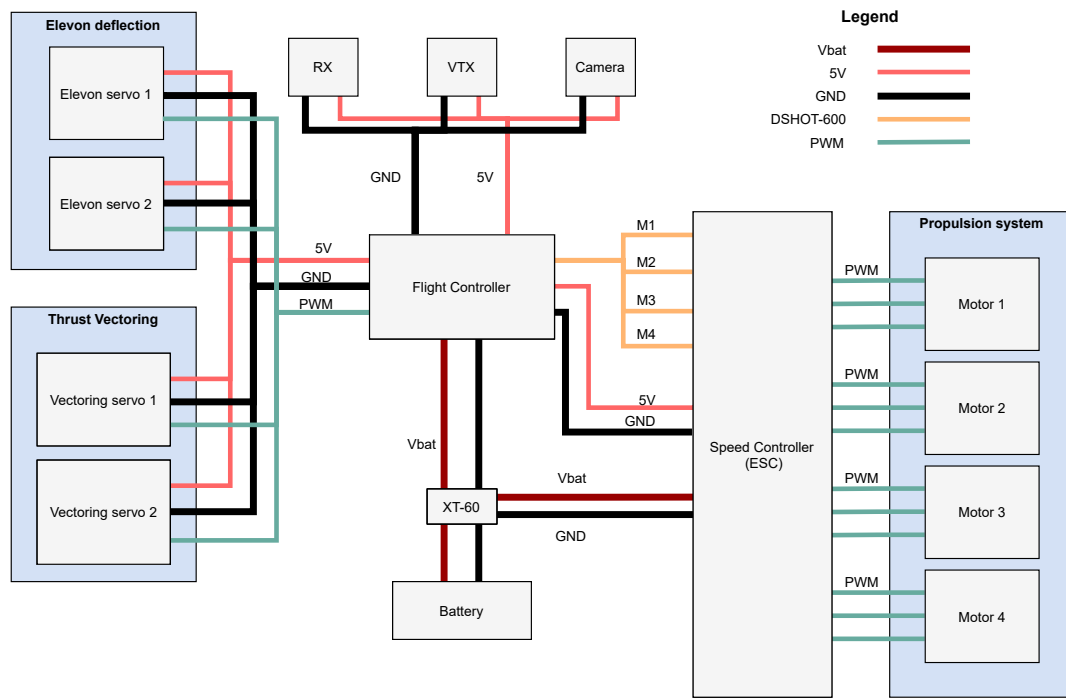 Elevon deflection
Elevon servo 1
Elevon servo 2
Thrust Vectoring
Vectoring servo 1
Vectoring servo 2
RX
VTX
Camera
GND
5V
5V
GND
PWM
Flight Controller
Vbat
XT-60
Battery
Vbat
GND
M1
M2
M3
M4
5V
GND
Speed Controller
(ESC)
Legend
Vbat
5V
GND
DSHOT-600
PWM
Propulsion system
PWM
Motor 1
PWM
Motor 2
PWM
Motor 3
PWM
Motor 4